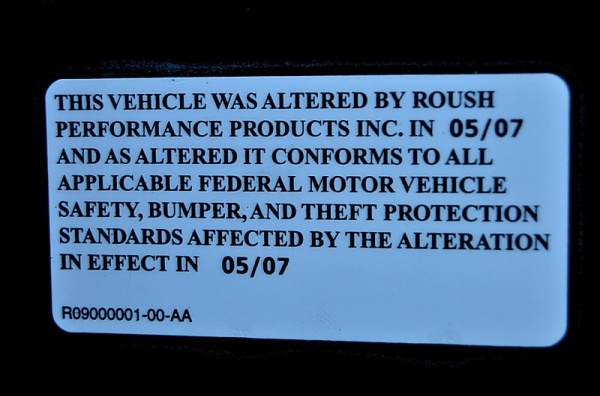 THIS VEHICLE WAS ALTERED BY ROUSH
PERFORMANCE PRODUCTS INC. IN 05/07
AND AS ALTERED IT CONFORMS TO ALL
APPLICABLE FEDERAL MOTOR VEHICLE
SAFETY, BUMPER, AND THEFT PROTECTION
STANDARDS AFFECTED BY THE ALTERATION
IN EFFECT IN 05/07
R09000001-00-AA